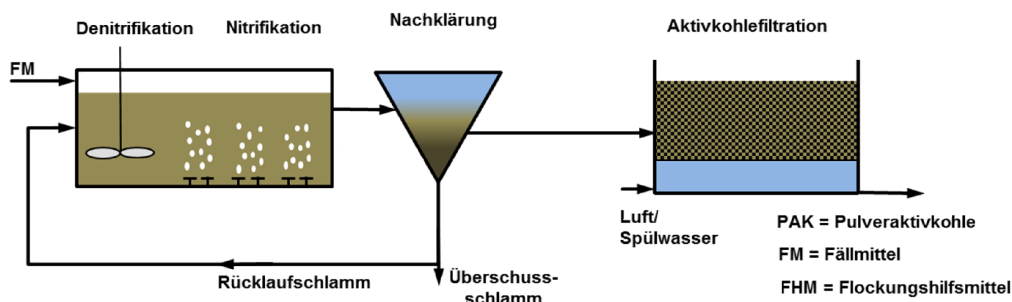 Denitrifikation
Nitrifikation
Nachklärung
Aktivkohlefiltration
FM
Luft/
Spülwasser
PAK = Pulveraktivkohle
FM = Fällmittel
FHM = Flockungshilfsmittel
Rücklaufschlamm
Überschuss-
schlamm